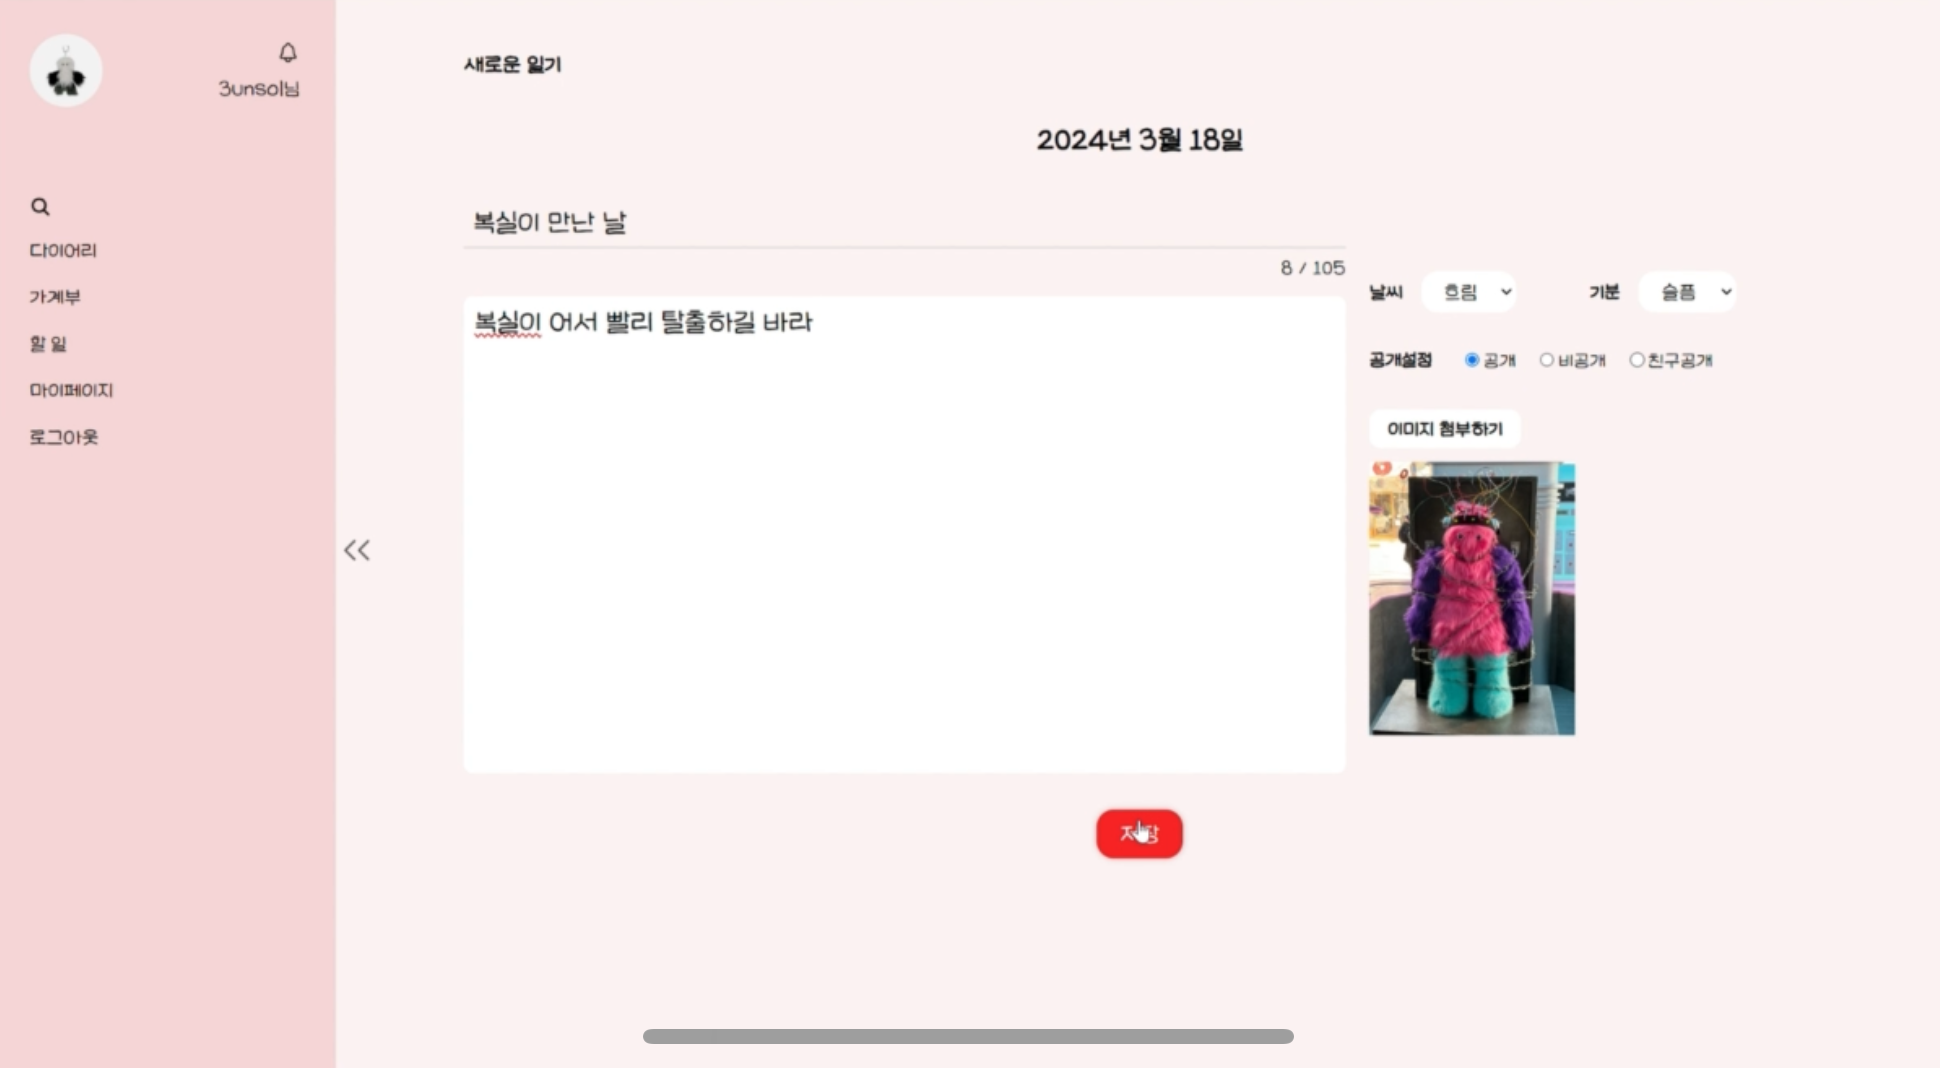 3unsol님
다이어리
가계부
할 일
마이페이지
로그아웃
새로운 일기
2024년 3월 18일
복실이 만난 날
8 / 105
복실이 어서 빨리 탈출하길 바라
날씨 흐림 기분 슬픔
공개설정 공개 비공개 친구공개
이미지 첨부하기